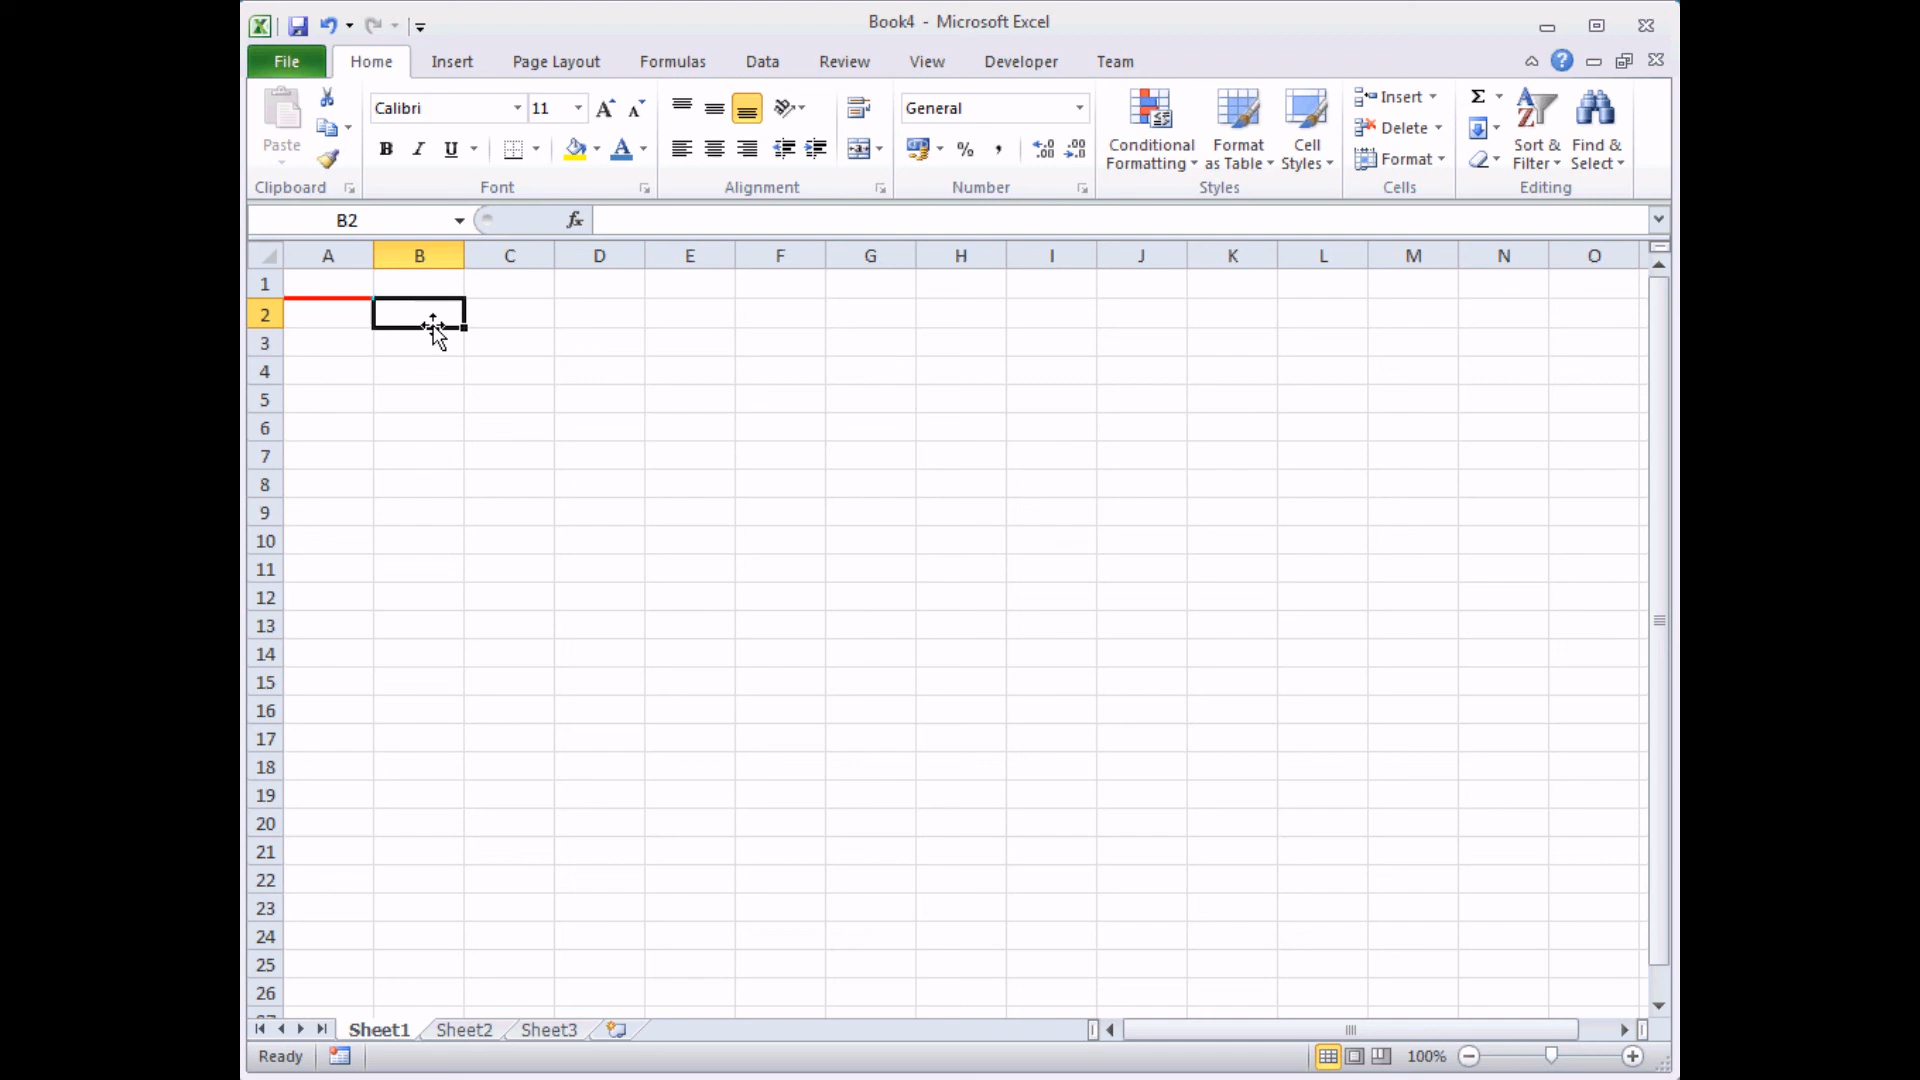 Book4 - Microsoft Excel
File Home Insert Page Layout Formulas Data Review View Developer Team
Paste
Clipboard
Calibri 11
B I U A
Font
Alignment
General
% ,
Number
Conditional Formatting
Format as Table
Cell Styles
Styles
Insert
Delete
Format
Cells
Σ
Sort & Filter
Find & Select
Editing
B2 fx
A B C D E F G H I J K L M N O
1
2
3
4
5
6
7
8
9
10
11
12
13
14
15
16
17
18
19
20
21
22
23
24
25
26
Sheet1 Sheet2 Sheet3
Ready 100%